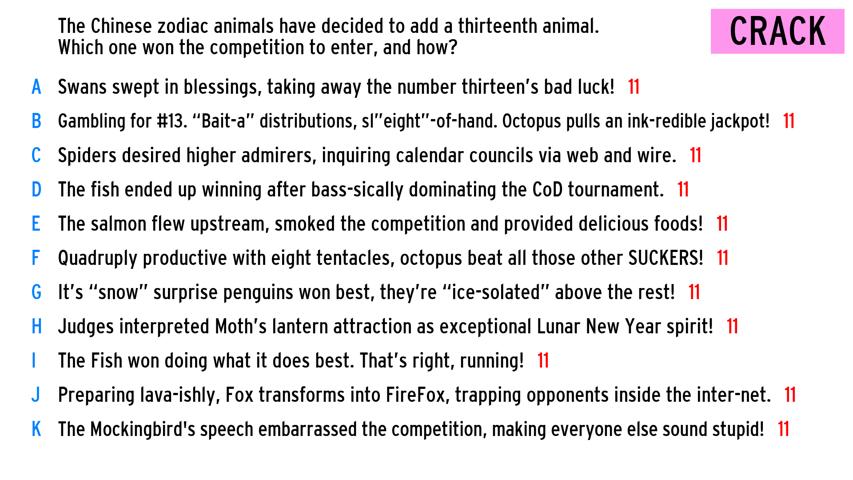 The Chinese zodiac animals have decided to add a thirteenth animal.
Which one won the competition to enter, and how?
CRACK
A Swans swept in blessings, taking away the number thirteen's bad luck! 11
B Gambling for #13. “Bait-a” distributions, sl”eight”-of-hand. Octopus pulls an ink-redible jackpot! 11
C Spiders desired higher admirers, inquiring calendar councils via web and wire. 11
D The fish ended up winning after bass-sically dominating the CoD tournament. 11
E The salmon flew upstream, smoked the competition and provided delicious foods! 11
F Quadruply productive with eight tentacles, octopus beat all those other SUCKERS! 11
G It's “snow” surprise penguins won best, they're “ice-solated” above the rest! 11
H Judges interpreted Moth's lantern attraction as exceptional Lunar New Year spirit! 11
I The Fish won doing what it does best. That's right, running! 11
J Preparing lava-ishly, Fox transforms into FireFox, trapping opponents inside the inter-net. 11
K The Mockingbird's speech embarrassed the competition, making everyone else sound stupid! 11